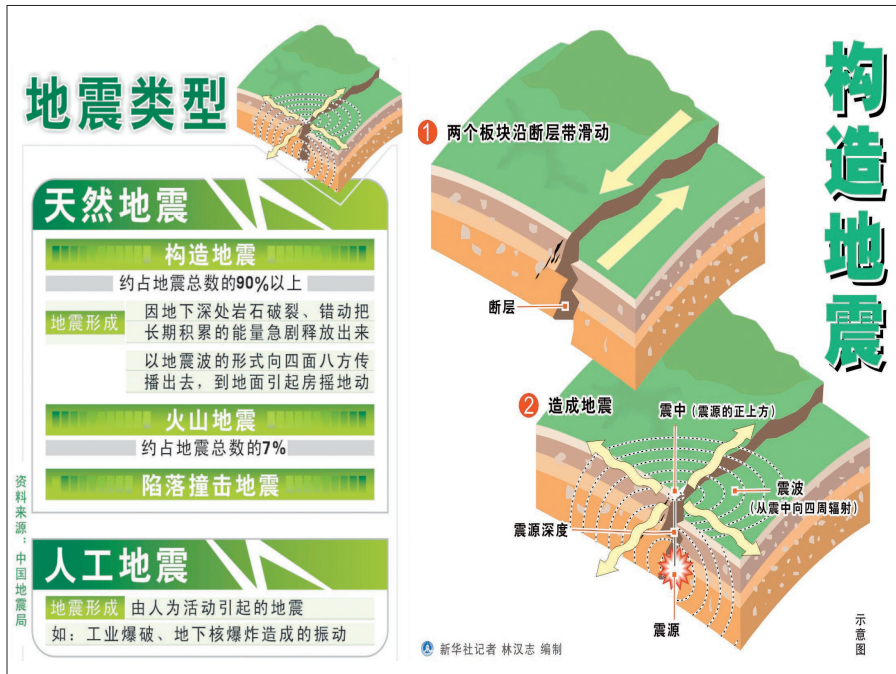 地震类型
天然地震
构造地震
约占地震总数的90%以上
地震形成
因地下深处岩石破裂、错动把
长期积累的能量急剧释放出来
以地震波的形式向四面八方传
播出去，到地面引起房摇地动
火山地震
约占地震总数的7%
陷落撞击地震
人工地震
地震形成 由人为活动引起的地震
如：工业爆破、地下核爆炸造成的振动
资料来源：中国地震局
构造地震
1 两个板块沿断层带滑动
断层
2 造成地震
震中（震源的正上方）
震波
（从震中向四周辐射）
震源深度
震源
新华社记者 林汉志 编制
示意图